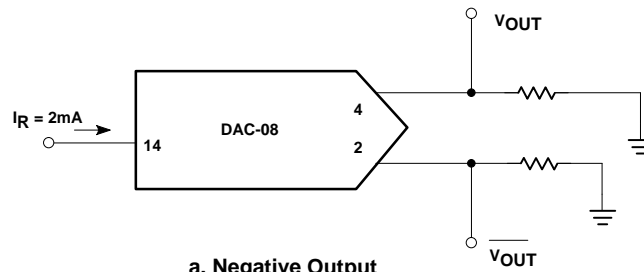 VOUT
IR = 2mA
14
DAC-08
4
2
VOUT
a. Negative Output